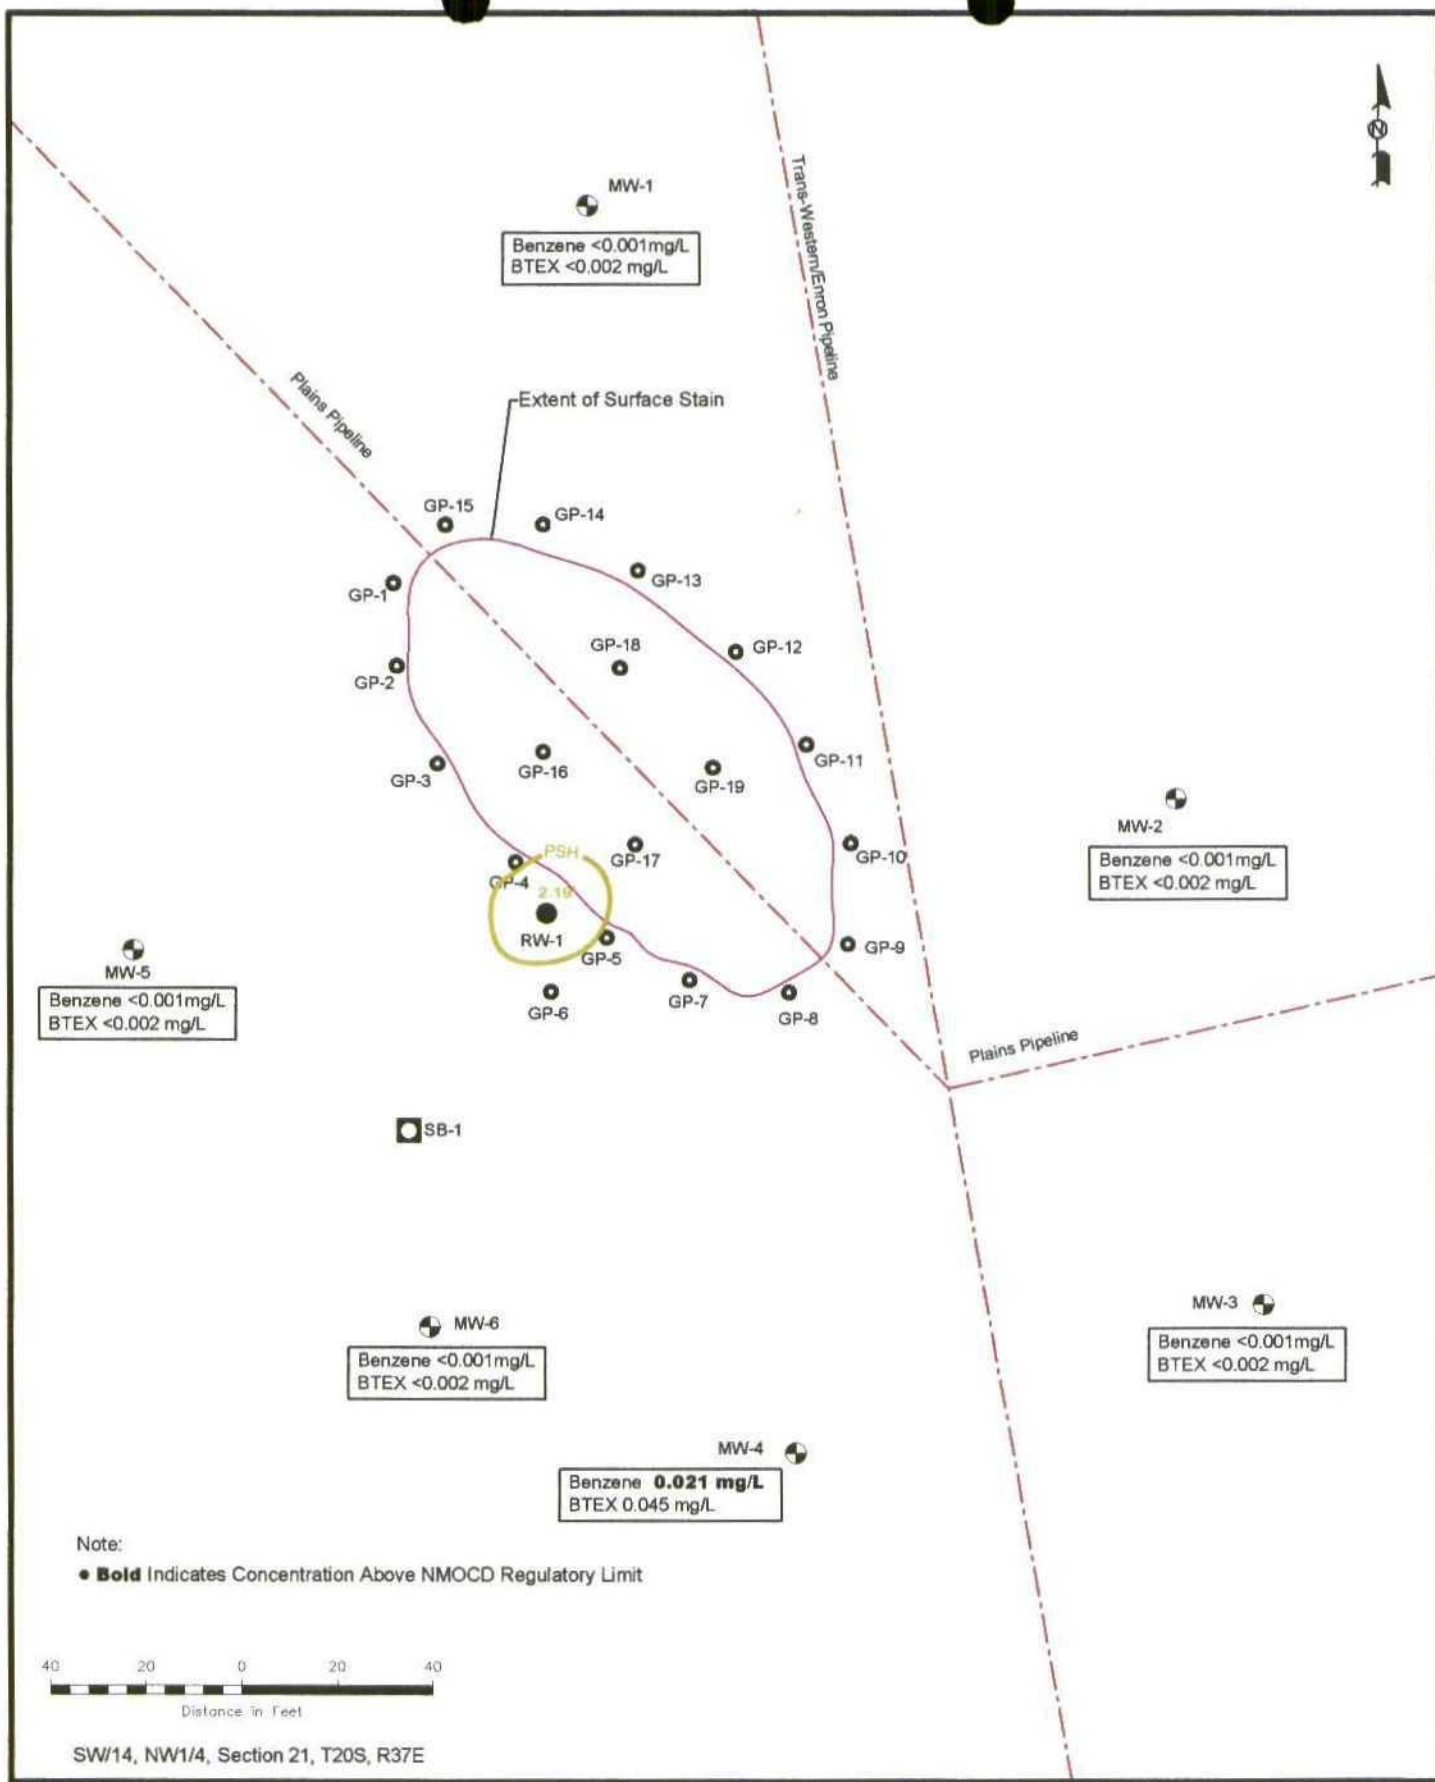 MW-1
Benzene <0.001mg/L
BTEX <0.002 mg/L
Trans-Western/Enron Pipeline
Plains Pipeline
Extent of Surface Stain
GP-15
GP-14
GP-13
GP-1
GP-18
GP-12
GP-2
GP-11
GP-16
GP-3
GP-19
MW-2
Benzene <0.001mg/L
BTEX <0.002 mg/L
GP-10
GP-17
PSH
GP-4
2.19'
RW-1
GP-9
GP-5
MW-5
Benzene <0.001mg/L
BTEX <0.002 mg/L
GP-7
GP-6
GP-8
Plains Pipeline
SB-1
MW-3
Benzene <0.001mg/L
BTEX <0.002 mg/L
MW-6
Benzene <0.001mg/L
BTEX <0.002 mg/L
MW-4
Benzene 0.021 mg/L
BTEX 0.045 mg/L
Note:
• Bold Indicates Concentration Above NMOCD Regulatory Limit
40 20 0 20 40
Distance in Feet
SW/14, NW1/4, Section 21, T20S, R37E
N